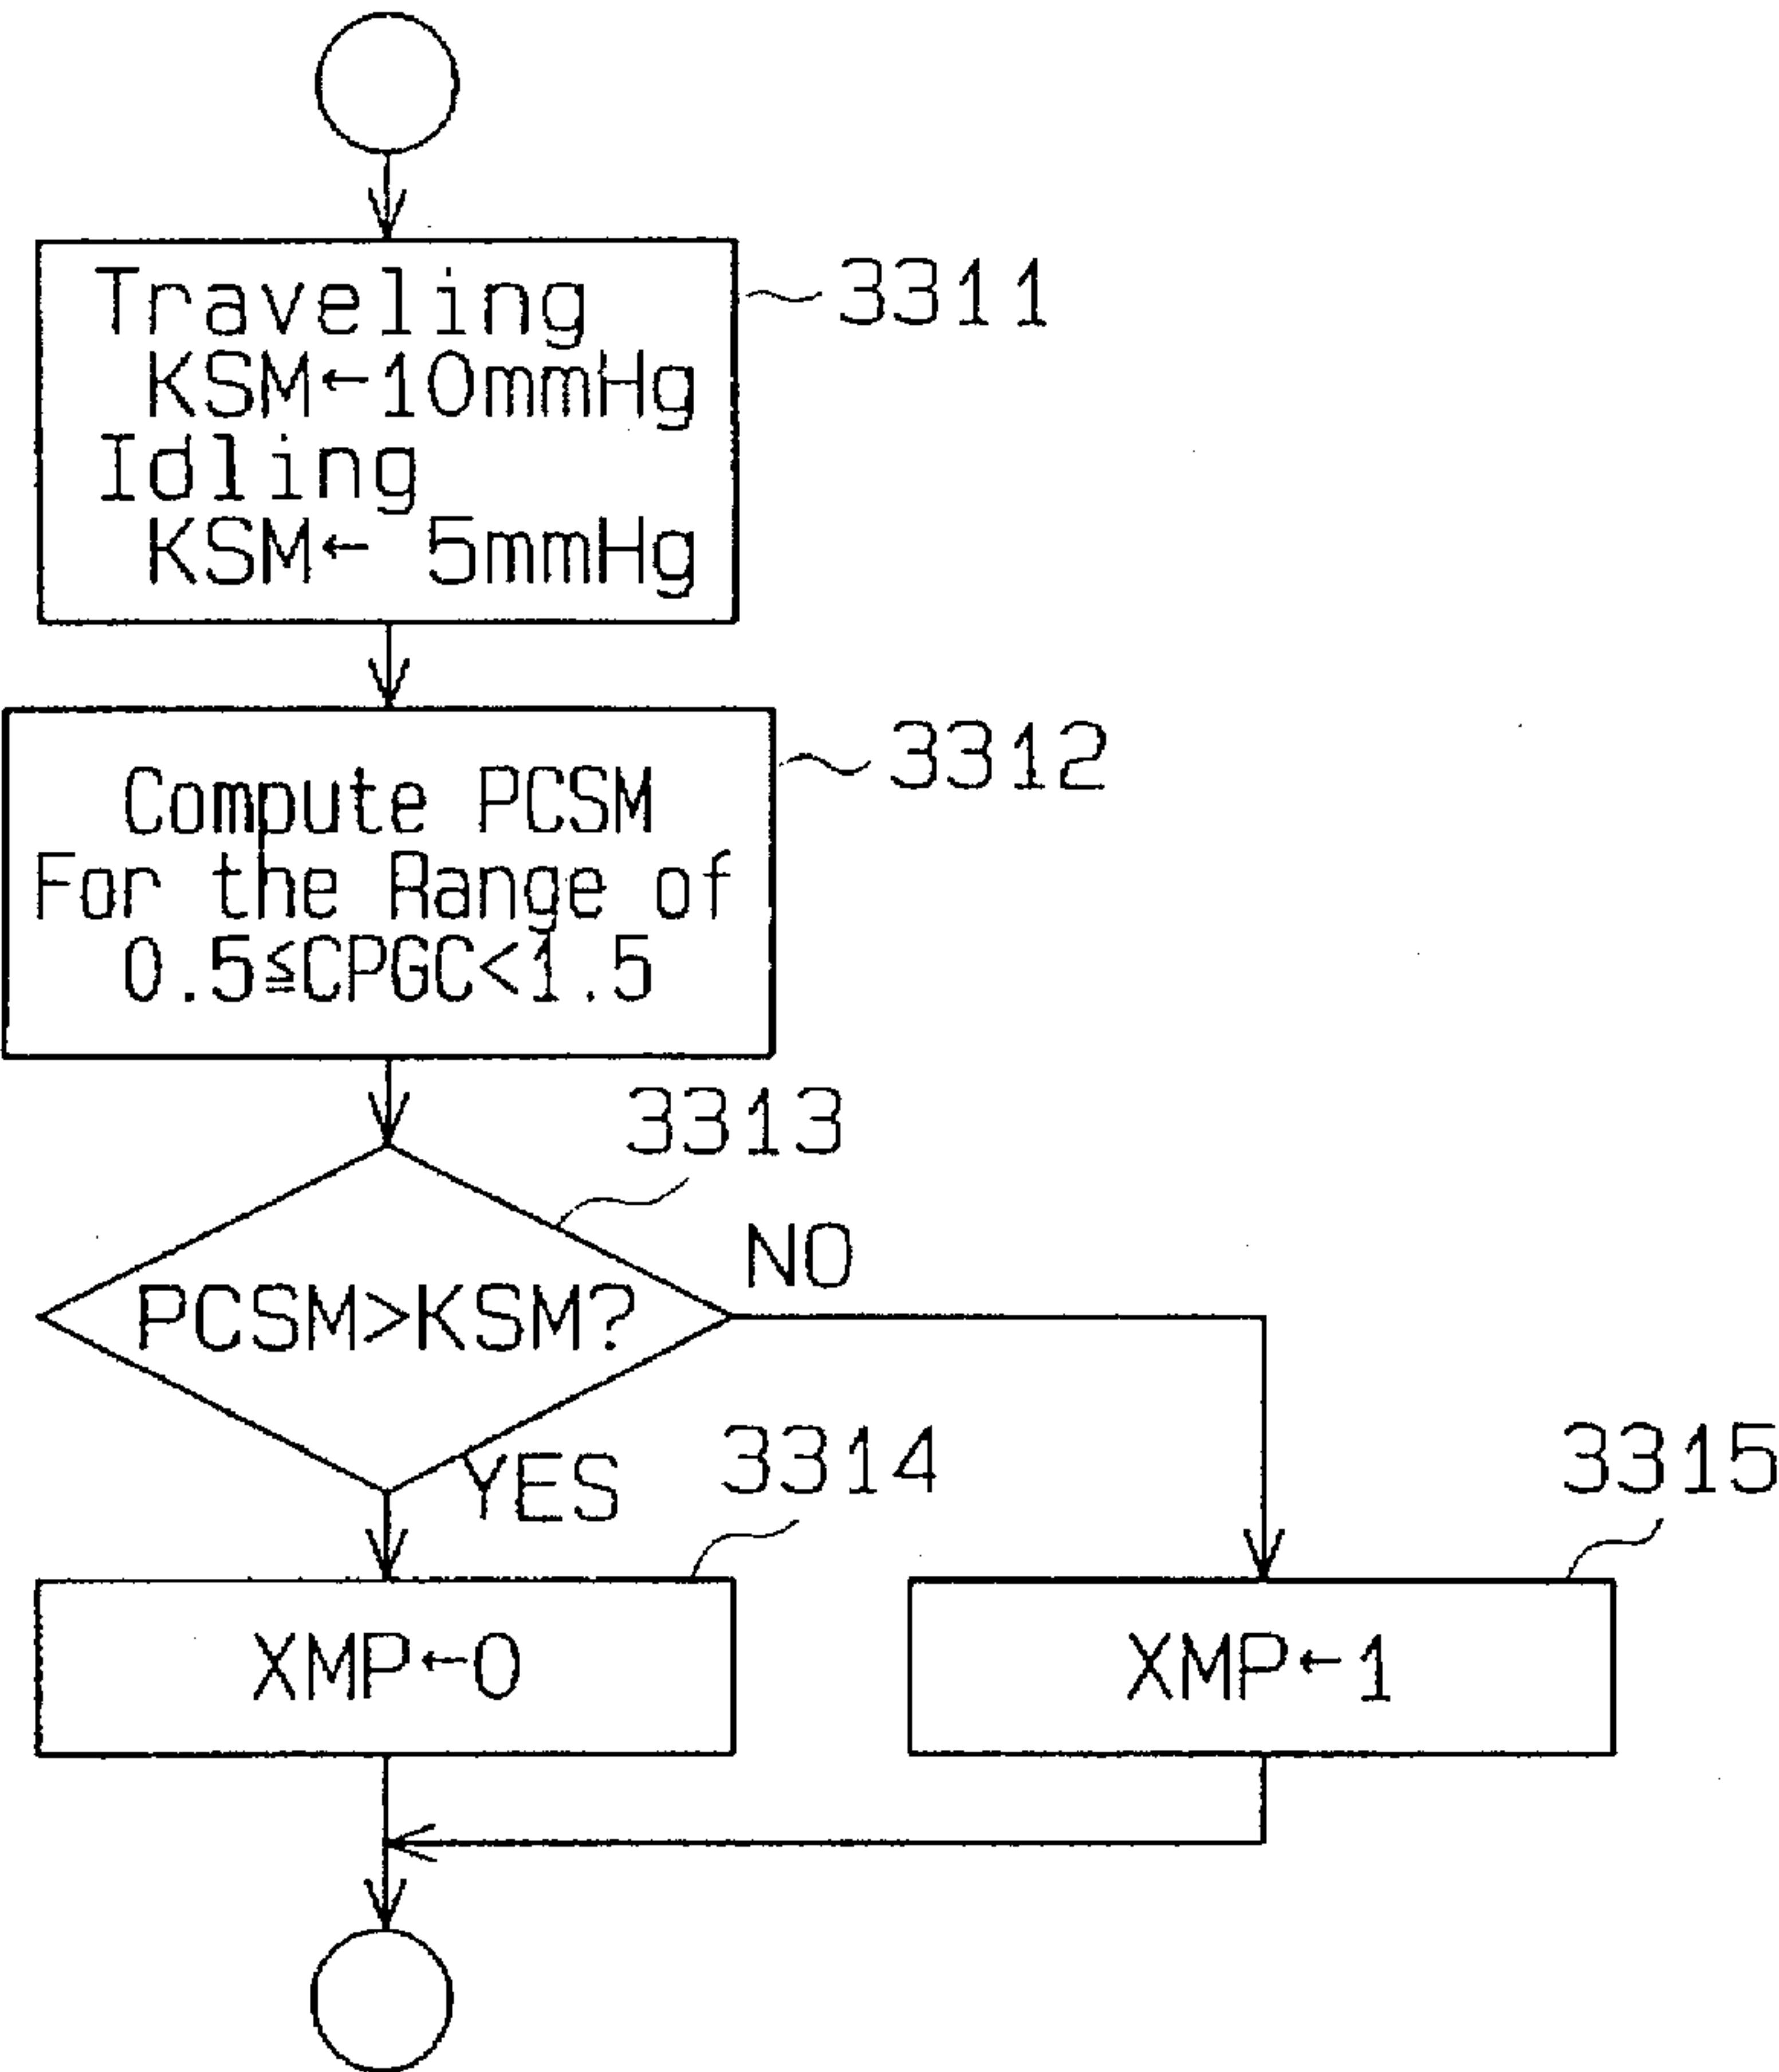 Traveling
KSM←10mmHg
Idling
KSM← 5mmHg
3311
Compute PCSM
For the Range of
0.5≦CPGC<1.5
3312
3313
PCSM>KSM?
NO
YES
3314
3315
XMP←0
XMP←1